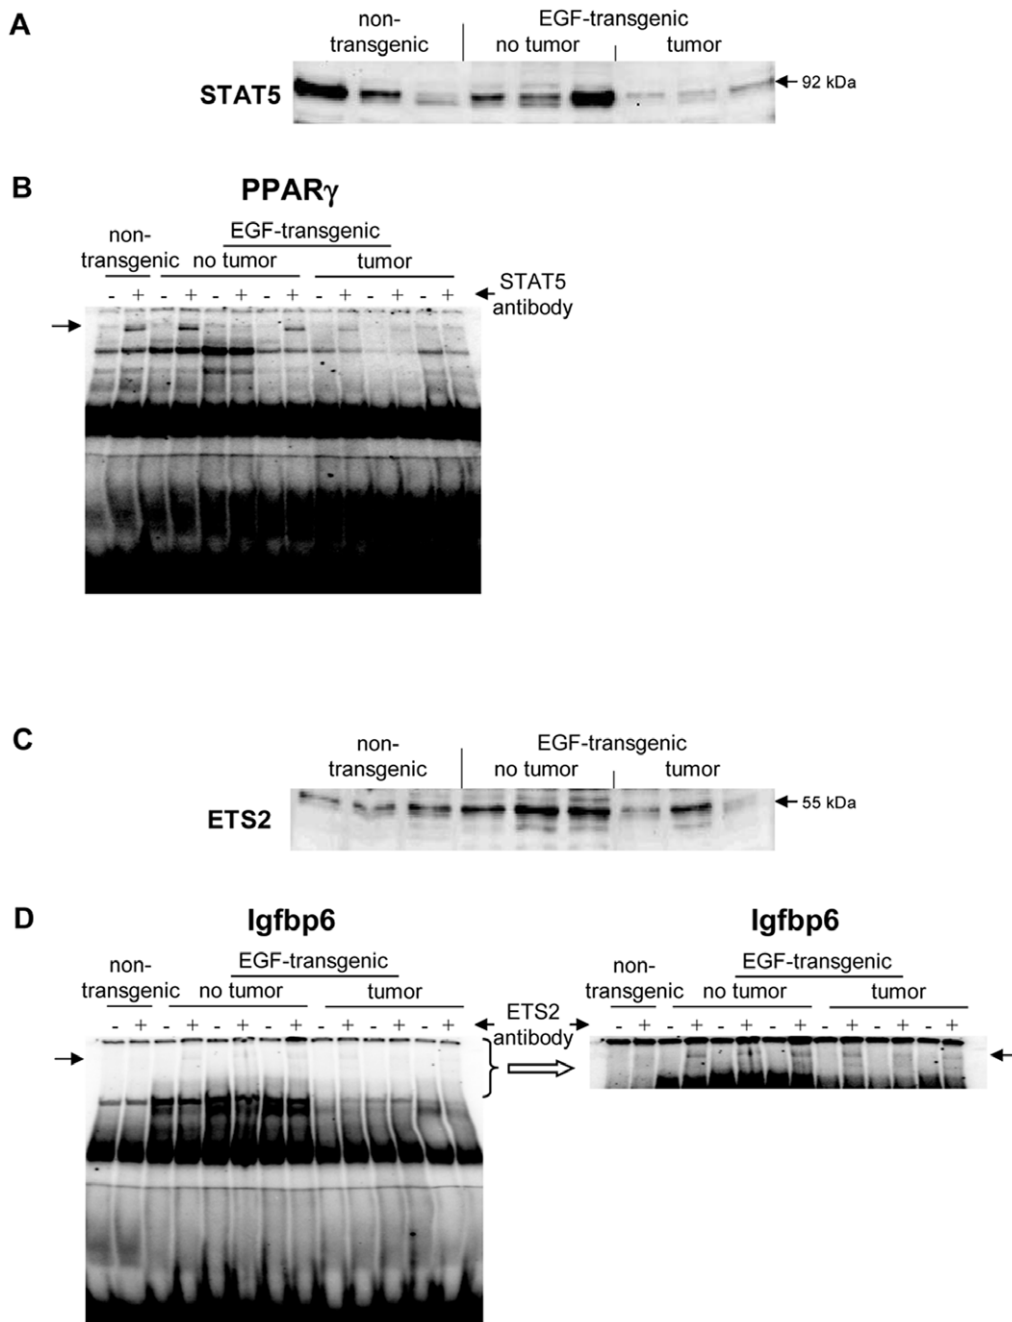 A
non-
transgenic
EGF-transgenic
no tumor
tumor
STAT5
92 kDa
B
PPARγ
non-
transgenic
EGF-transgenic
no tumor
tumor
- + - + - + - + - + - + - +
STAT5
antibody
C
non-
transgenic
EGF-transgenic
no tumor
tumor
ETS2
55 kDa
D
Igfbp6
non-
transgenic
EGF-transgenic
no tumor
tumor
- + - + - + - + - + - + - +
ETS2
antibody
Igfbp6
non-
transgenic
EGF-transgenic
no tumor
tumor
- + - + - + - + - + - + - +